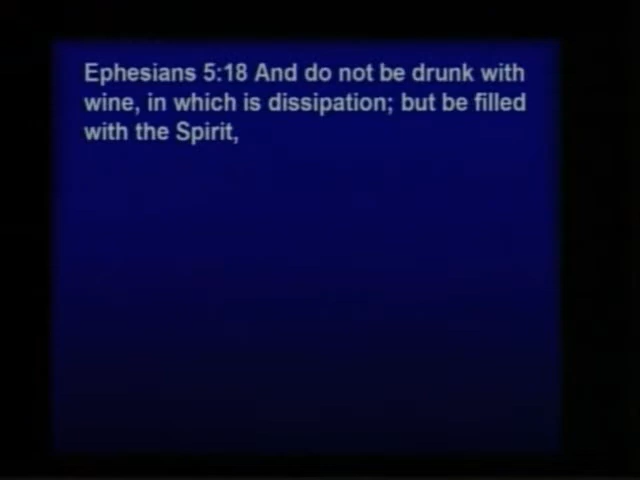 Ephesians 5:18 And do not be drunk with
wine, in which is dissipation; but be filled
with the Spirit,